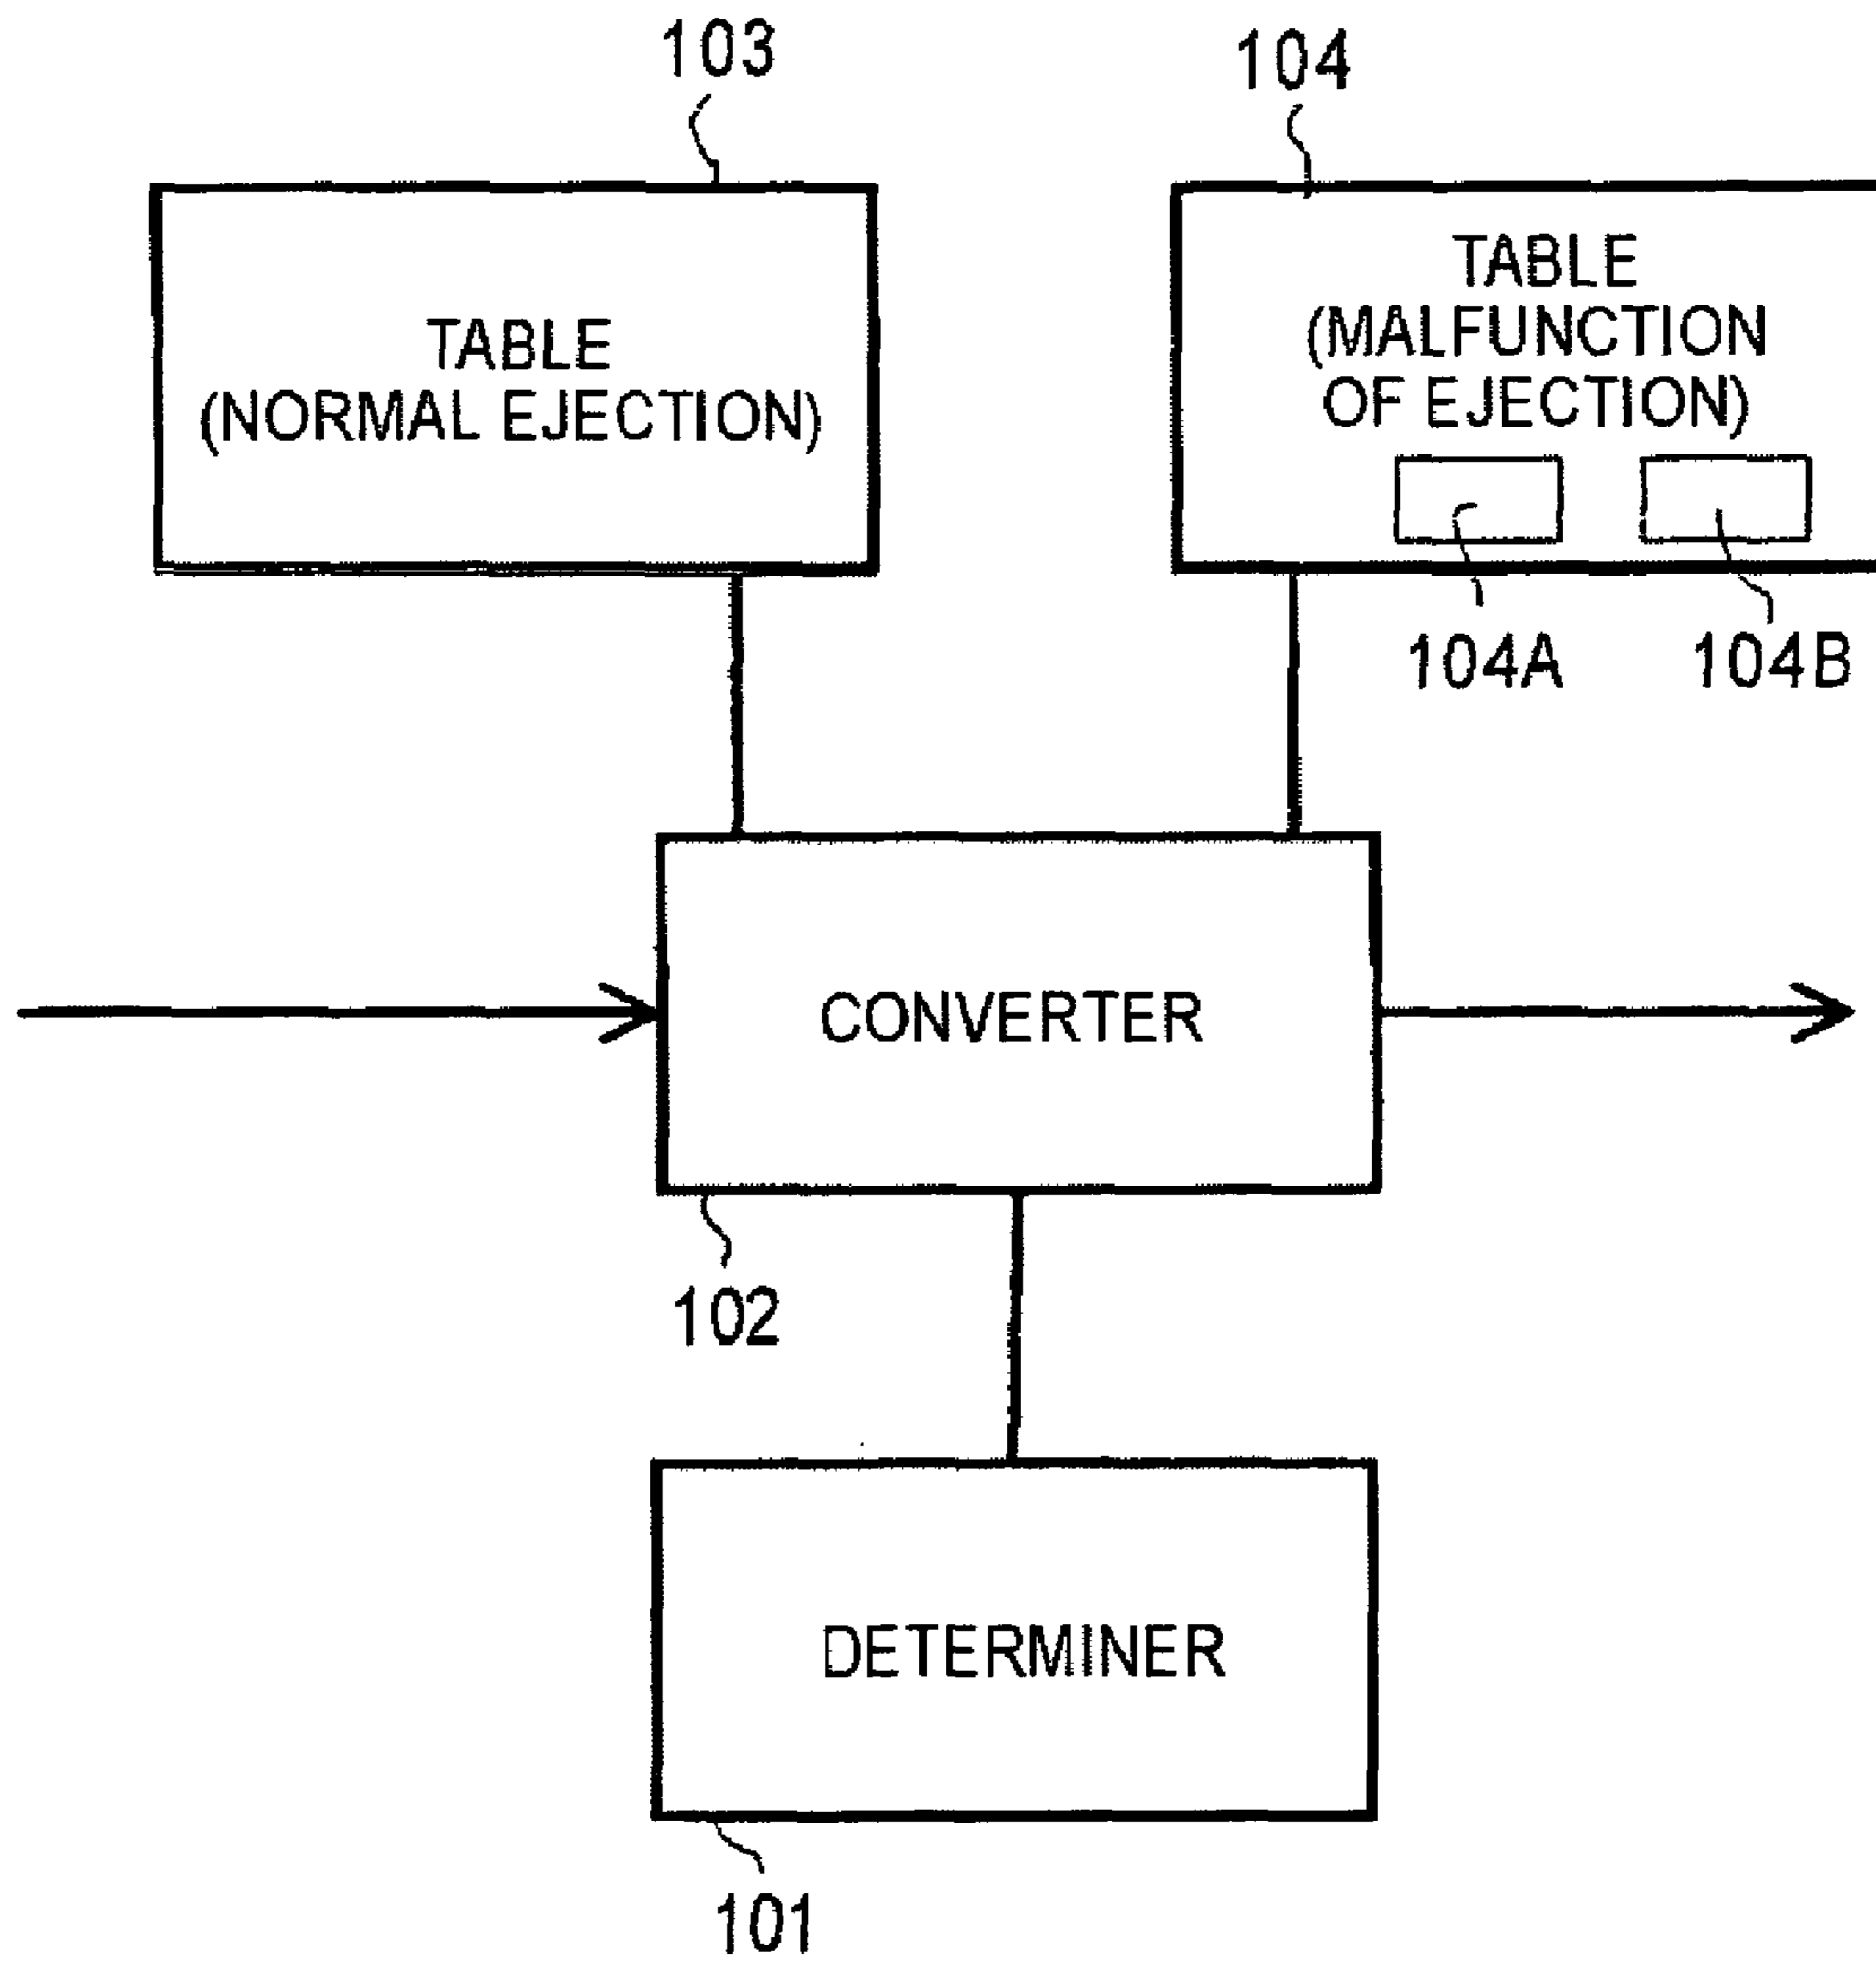 103
104
TABLE
(NORMAL EJECTION)
TABLE
(MALFUNCTION
OF EJECTION)
104A
104B
CONVERTER
102
DETERMINER
101